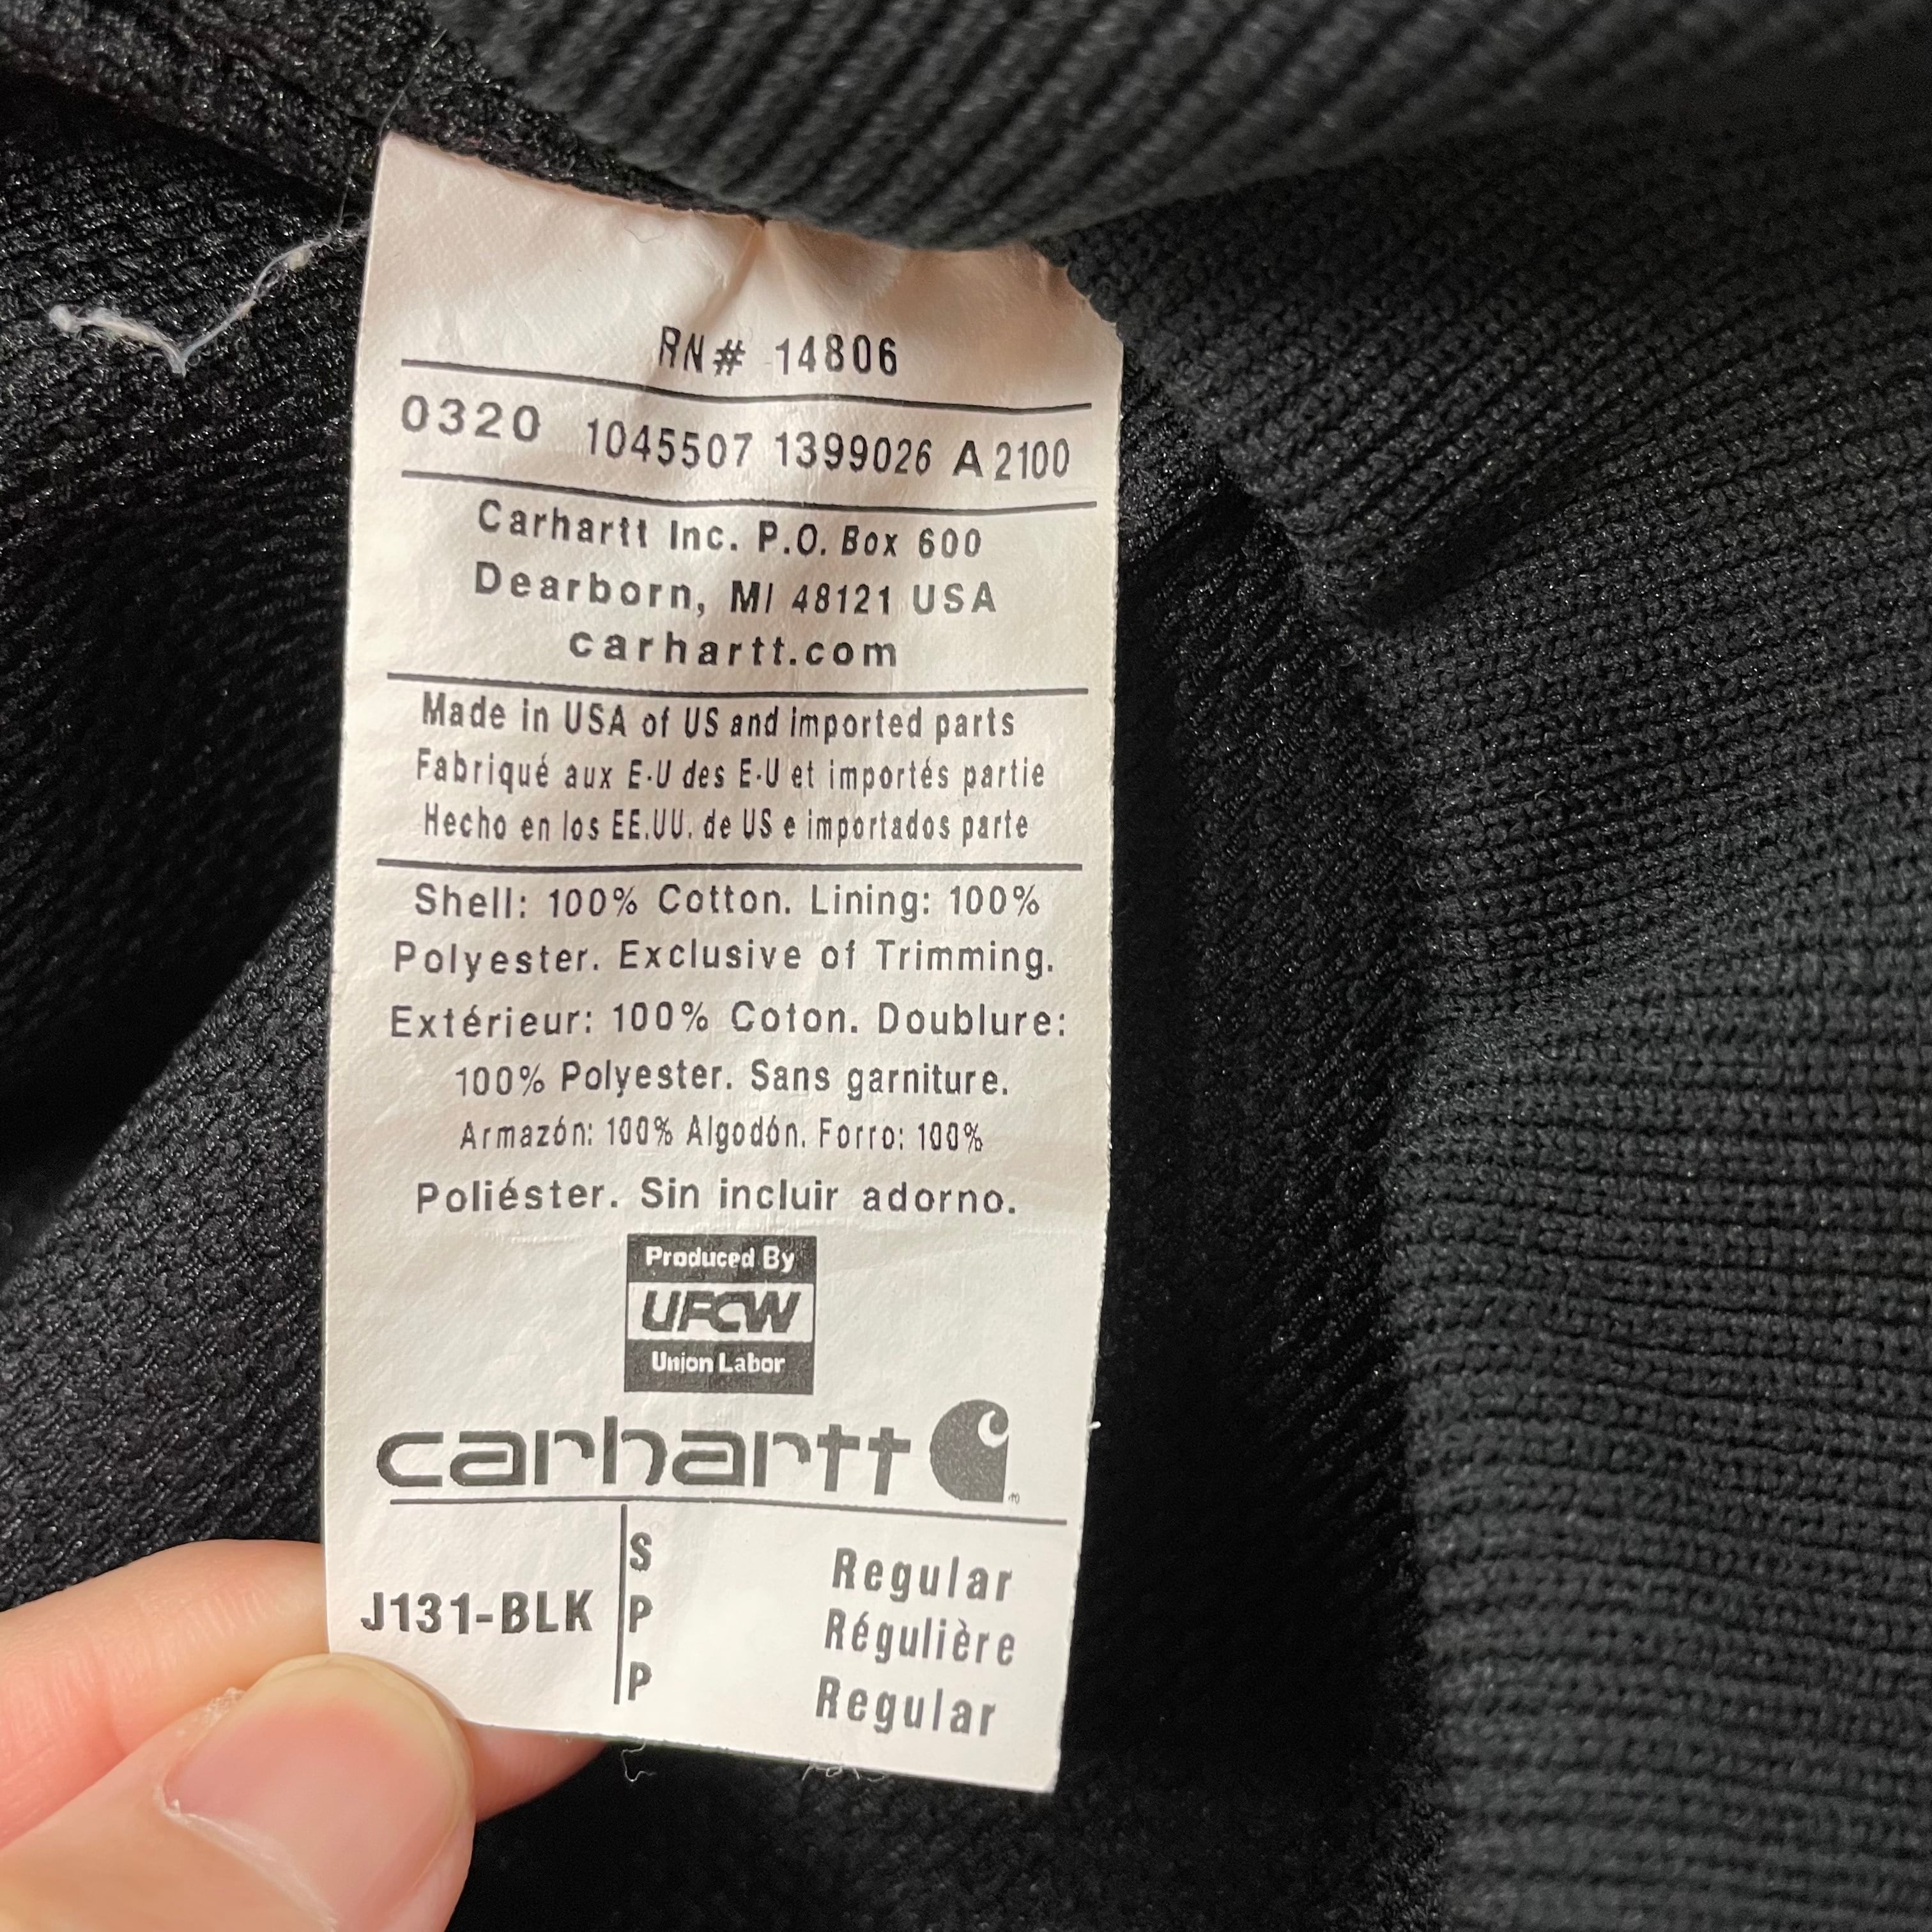 RN# 14806
0320 1045507 1399026 A 2100
Carhartt Inc. P.O. Box 600
Dearborn, MI 48121 USA
carhartt.com
Made in USA of US and imported parts
Fabriqué aux E-U des E-U et importés partie
Hecho en los EE.UU. de US e importados parte
Shell: 100% Cotton. Lining: 100%
Polyester. Exclusive of Trimming.
Extérieur: 100% Coton. Doublure:
100% Polyester. Sans garniture.
Armazón: 100% Algodón. Forro: 100%
Poliéster. Sin incluir adorno.
Produced By
UFCW
Union Labor
carhartt
J131-BLK
S Regular
P Régulière
P Regular